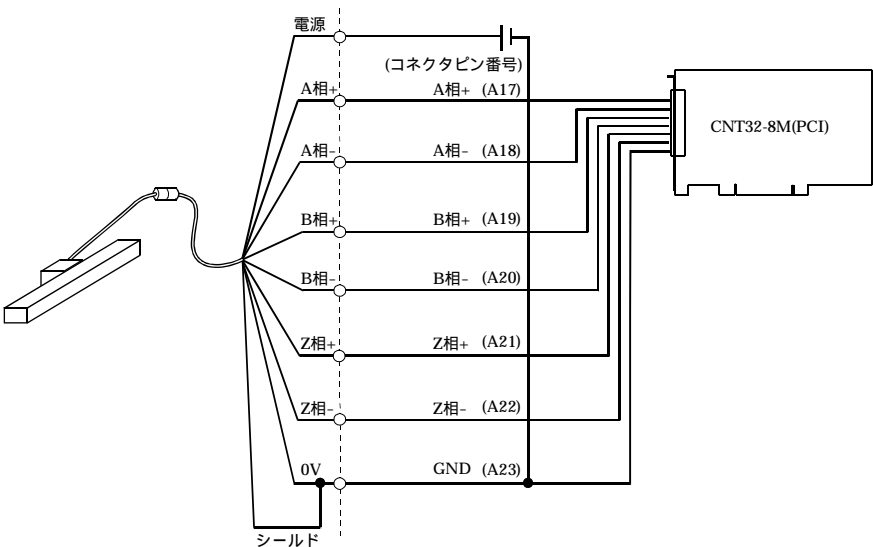 電源
(コネクタピン番号)
A相+ A相+ (A17)
CNT32-8M(PCI)
A相- A相- (A18)
B相+ B相+ (A19)
B相- B相- (A20)
Z相+ Z相+ (A21)
Z相- Z相- (A22)
0V GND (A23)
シールド